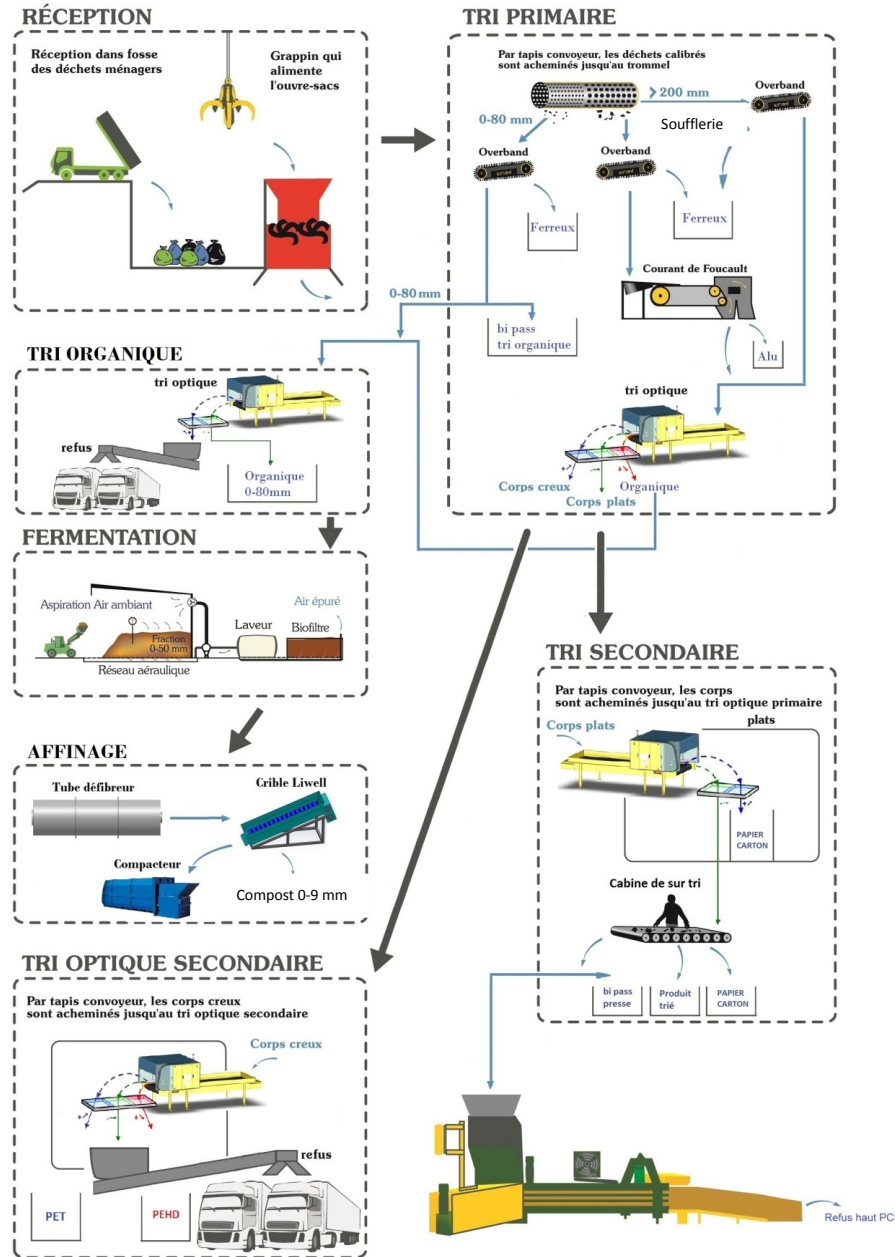 RÉCEPTION
Réception dans fosse
des déchets ménagers
Grappin qui
alimente
l'ouvre-sacs
TRI PRIMAIRE
Par tapis convoyeur, les déchets calibrés
sont acheminés jusqu'au trommel
> 200 mm
Overband
0-80 mm
Soufflerie
Overband
Overband
Ferreux
Ferreux
Courant de Foucault
0-80 mm
bi pass
tri organique
Alu
tri optique
Corps creux
Organique
Corps plats
TRI ORGANIQUE
tri optique
refus
Organique
0-80mm
FERMENTATION
Aspiration Air ambiant
Air épuré
Laveur
Biofiltre
Fraction
0-50 mm
Réseau aéraulique
AFFINAGE
Tube défibreur
Crible Liwell
Compacteur
Compost 0-9 mm
TRI SECONDAIRE
Par tapis convoyeur, les corps
sont acheminés jusqu'au tri optique primaire
plats
Corps plats
PAPIER
CARTON
Cabine de sur tri
bi pass
presse
Produit
trié
PAPIER
CARTON
TRI OPTIQUE SECONDAIRE
Par tapis convoyeur, les corps creux
sont acheminés jusqu'au tri optique secondaire
Corps creux
refus
PET
PEHD
Refus haut PC